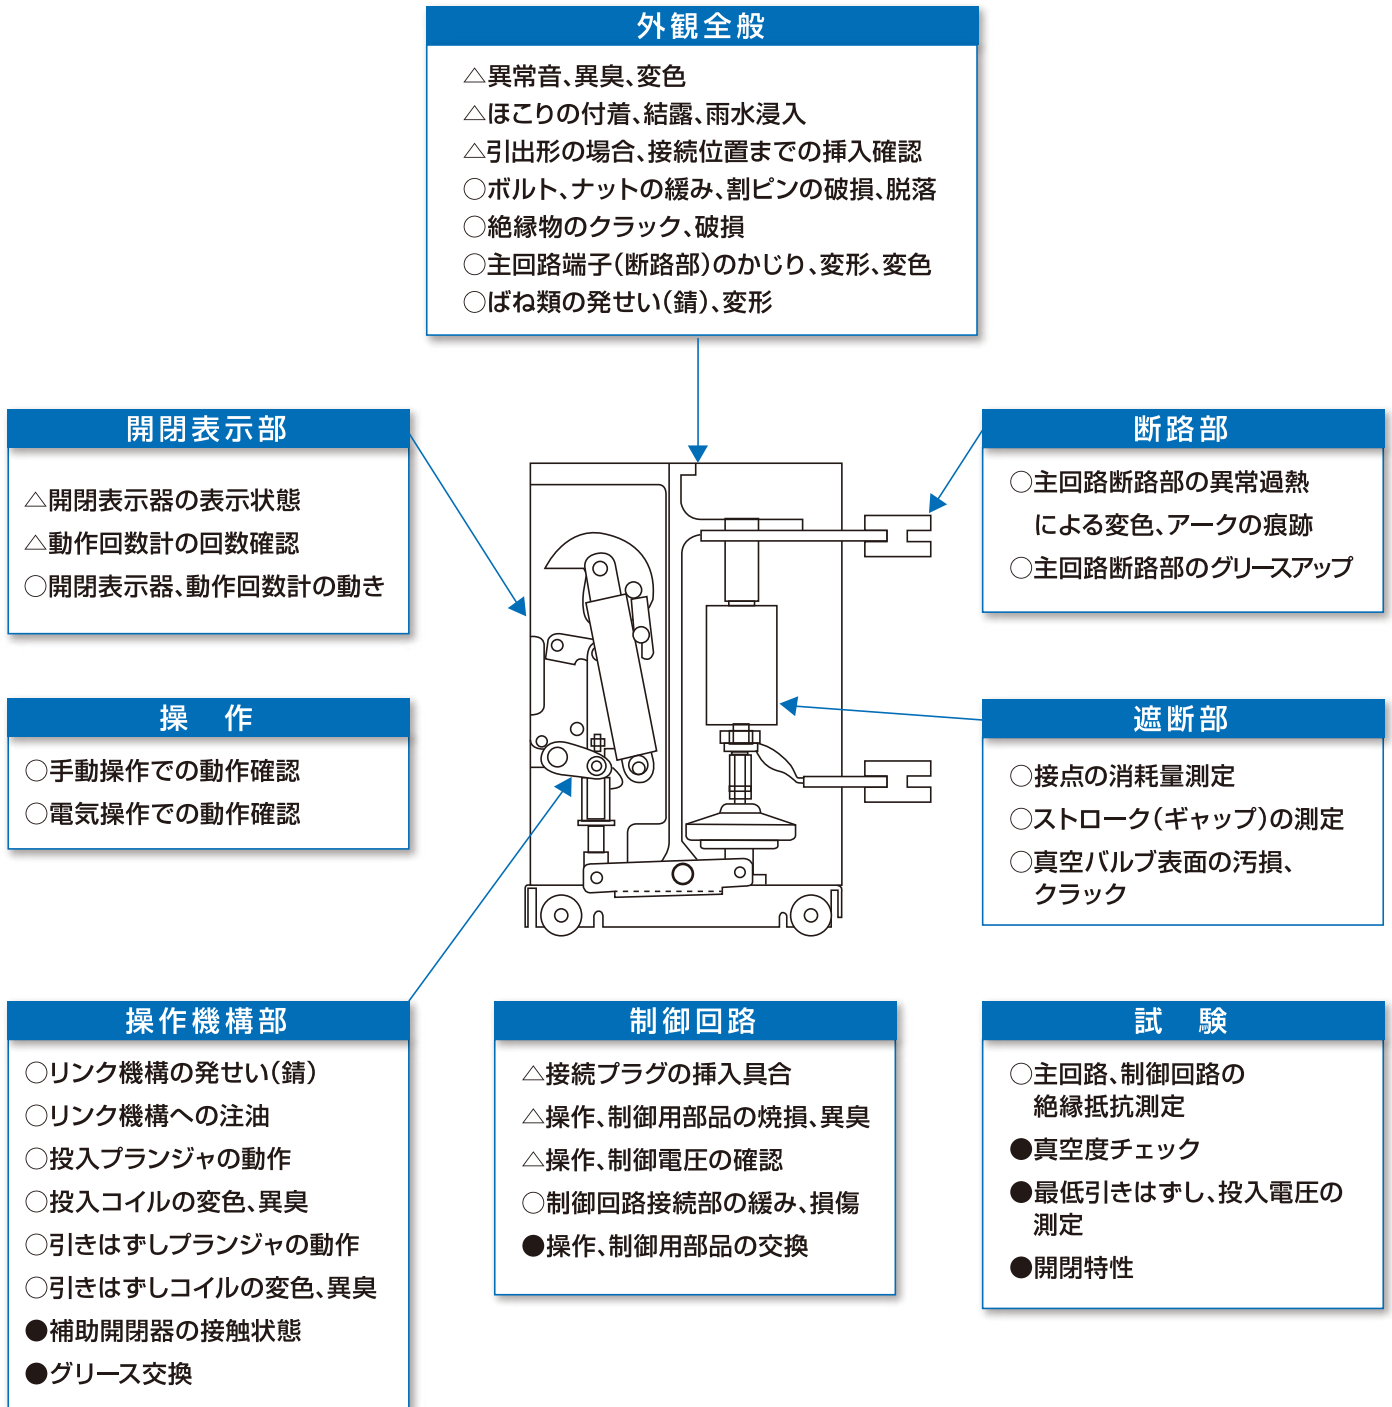 外観全般
△異常音、異臭、変色
△ほこりの付着、結露、雨水浸入
△引出形の場合、接続位置までの挿入確認
○ボルト、ナットの緩み、割ピンの破損、脱落
○絶縁物のクラック、破損
○主回路端子(断路部)のかじり、変形、変色
○ばね類の発せい(錆)、変形
開閉表示部
△開閉表示器の表示状態
△動作回数計の回数確認
○開閉表示器、動作回数計の動き
断路部
○主回路断路部の異常過熱
による変色、アークの痕跡
○主回路断路部のグリースアップ
操　作
○手動操作での動作確認
○電気操作での動作確認
遮断部
○接点の消耗量測定
○ストローク(ギャップ)の測定
○真空バルブ表面の汚損、
クラック
操作機構部
○リンク機構の発せい(錆)
○リンク機構への注油
○投入プランジャの動作
○投入コイルの変色、異臭
○引きはずしプランジャの動作
○引きはずしコイルの変色、異臭
●補助開閉器の接触状態
●グリース交換
制御回路
△接続プラグの挿入具合
△操作、制御用部品の焼損、異臭
△操作、制御電圧の確認
○制御回路接続部の緩み、損傷
●操作、制御用部品の交換
試　験
○主回路、制御回路の
絶縁抵抗測定
●真空度チェック
●最低引きはずし、投入電圧の
測定
●開閉特性